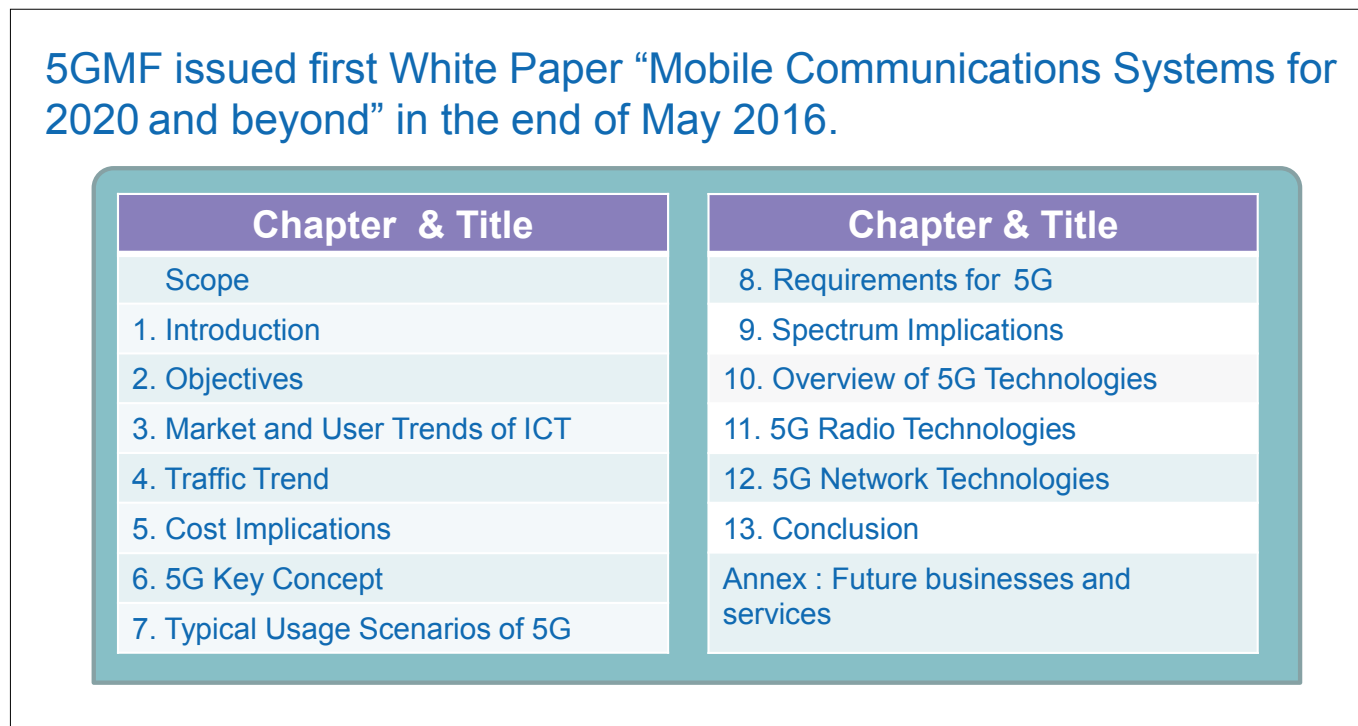 5GMF issued first White Paper “Mobile Communications Systems for
2020 and beyond” in the end of May 2016.
Chapter & Title
Scope
1. Introduction
2. Objectives
3. Market and User Trends of ICT
4. Traffic Trend
5. Cost Implications
6. 5G Key Concept
7. Typical Usage Scenarios of 5G
Chapter & Title
8. Requirements for 5G
9. Spectrum Implications
10. Overview of 5G Technologies
11. 5G Radio Technologies
12. 5G Network Technologies
13. Conclusion
Annex : Future businesses and
services